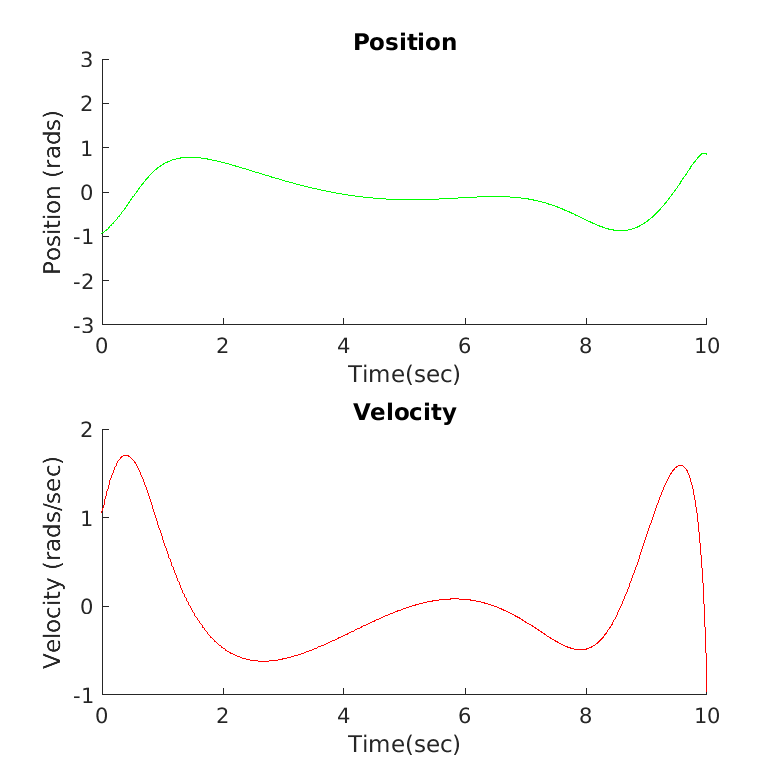 Position
3
2
1
0
-1
-2
-3
Position (rads)
0 2 4 6 8 10
Time(sec)
Velocity
2
1
0
-1
Velocity (rads/sec)
0 2 4 6 8 10
Time(sec)